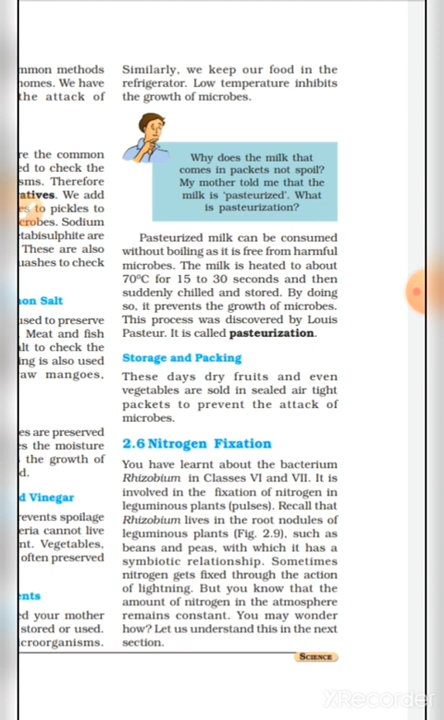 mmon methods
omes. We have
the attack of
re the common
ed to check the
sms. Therefore
atives. We add
es to pickles to
crobes. Sodium
tabisulphite are
These are also
uashes to check
on Salt
used to preserve
Meat and fish
alt to check the
ing is also used
aw mangoes,
es are preserved
s the moisture
the growth of
d.
d Vinegar
revents spoilage
eria cannot live
nt. Vegetables,
often preserved
ents
ed your mother
stored or used.
croorganisms.
Similarly, we keep our food in the
refrigerator. Low temperature inhibits
the growth of microbes.
Why does the milk that
comes in packets not spoil?
My mother told me that the
milk is 'pasteurized'. What
is pasteurization?
Pasteurized milk can be consumed
without boiling as it is free from harmful
microbes. The milk is heated to about
70°C for 15 to 30 seconds and then
suddenly chilled and stored. By doing
so, it prevents the growth of microbes.
This process was discovered by Louis
Pasteur. It is called pasteurization.
Storage and Packing
These days dry fruits and even
vegetables are sold in sealed air tight
packets to prevent the attack of
microbes.
2.6 Nitrogen Fixation
You have learnt about the bacterium
Rhizobium in Classes VI and VII. It is
involved in the fixation of nitrogen in
leguminous plants (pulses). Recall that
Rhizobium lives in the root nodules of
leguminous plants (Fig. 2.9), such as
beans and peas, with which it has a
symbiotic relationship. Sometimes
nitrogen gets fixed through the action
of lightning. But you know that the
amount of nitrogen in the atmosphere
remains constant. You may wonder
how? Let us understand this in the next
section.
SCIENCE
XRecorder